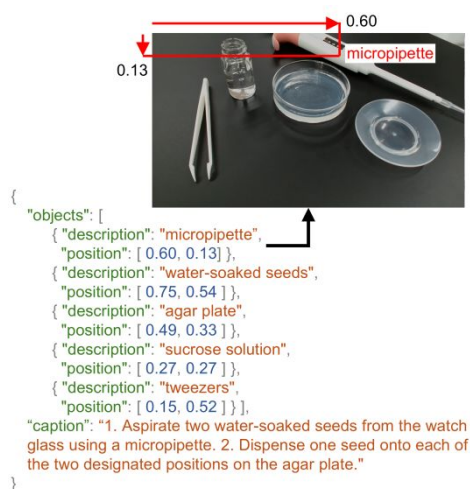 0.60
0.13
micropipette
{
"objects": [
{ "description": "micropipette",
"position": [ 0.60, 0.13] },
{ "description": "water-soaked seeds",
"position": [ 0.75, 0.54 ] },
{ "description": "agar plate",
"position": [ 0.49, 0.33 ] },
{ "description": "sucrose solution",
"position": [ 0.27, 0.27 ] },
{ "description": "tweezers",
"position": [ 0.15, 0.52 ] } ],
"caption": "1. Aspirate two water-soaked seeds from the watch
glass using a micropipette. 2. Dispense one seed onto each of
the two designated positions on the agar plate."
}